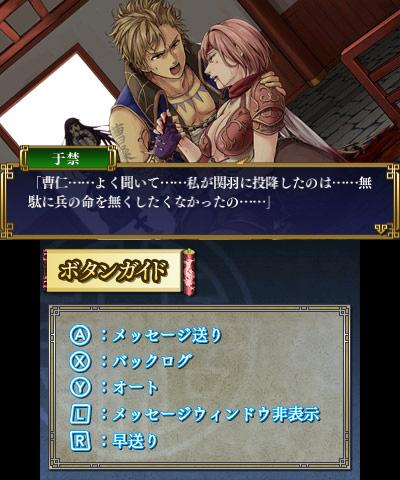 于禁
「曹仁……よく聞いて……私が関羽に投降したのは……無
駄に兵の命を無くしたくなかったの……」
ボタンガイド
A：メッセージ送り
X：バックログ
Y：オート
L：メッセージウィンドウ非表示
R：早送り